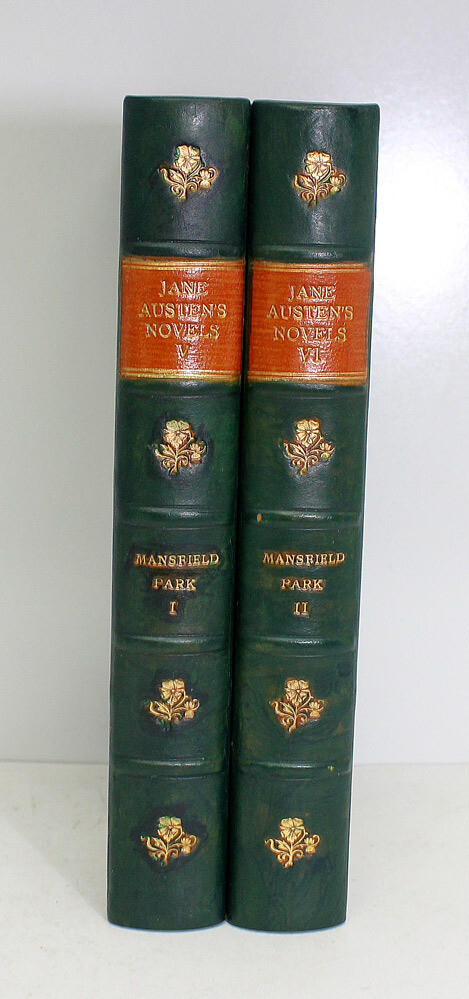 JANE
AUSTEN'S
NOVELS
V
MANSFIELD
PARK
I
JANE
AUSTEN'S
NOVELS
VI
MANSFIELD
PARK
II